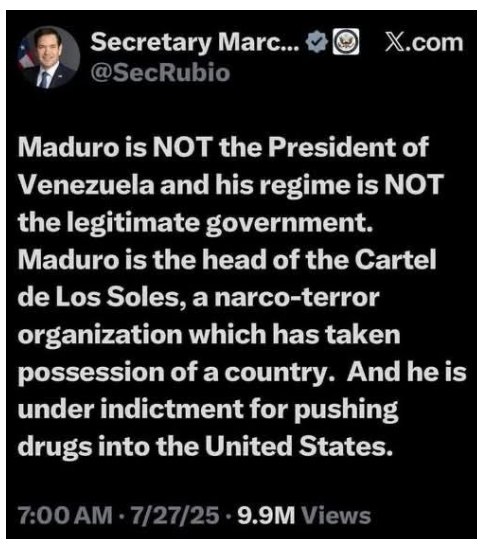 Secretary Marc... X.com
@SecRubio
Maduro is NOT the President of
Venezuela and his regime is NOT
the legitimate government.
Maduro is the head of the Cartel
de Los Soles, a narco-terror
organization which has taken
possession of a country. And he is
under indictment for pushing
drugs into the United States.
7:00 AM · 7/27/25 · 9.9M Views